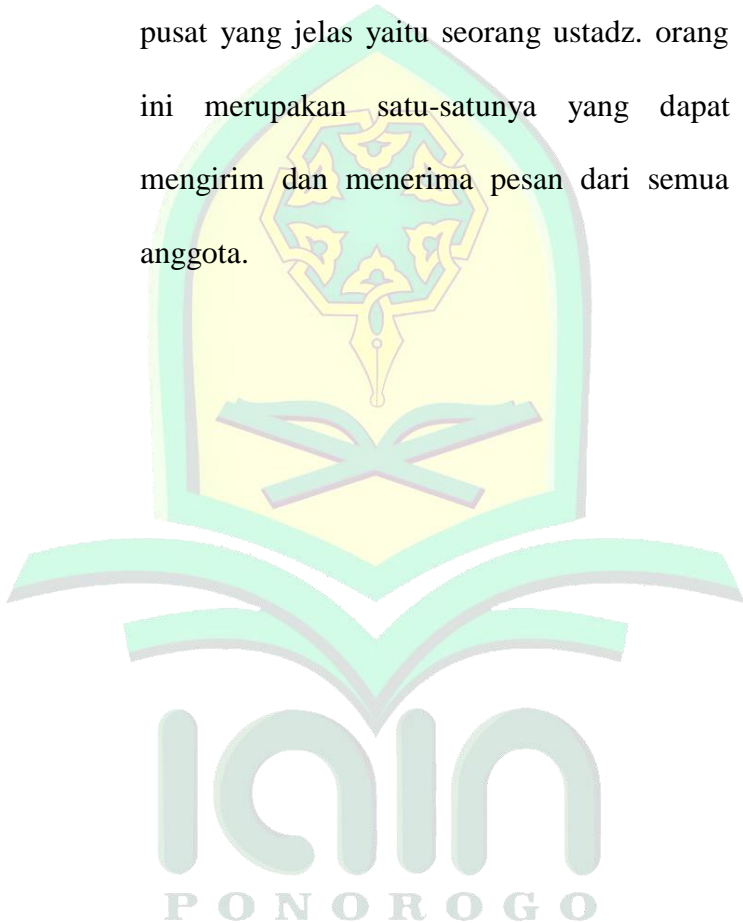 pusat yang jelas yaitu seorang ustadz. orang
ini merupakan satu-satunya yang dapat
mengirim dan menerima pesan dari semua
anggota.
iain
PONOROGO